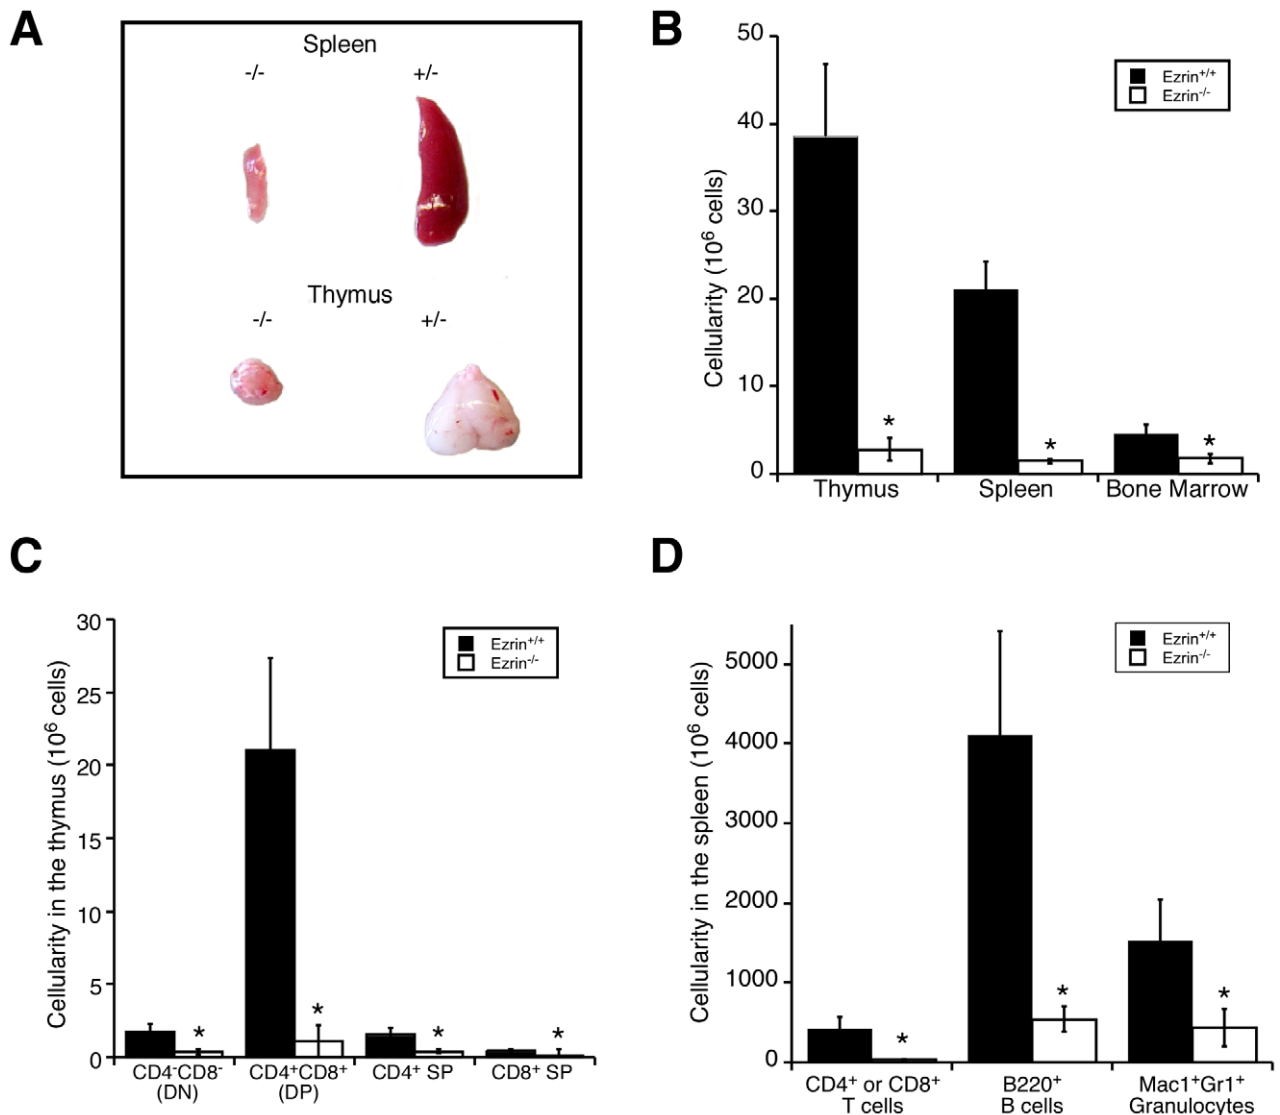 A
Spleen
-/-
+/-
Thymus
-/-
+/-
B
Cellularity (10⁶ cells)
50
40
30
20
10
0
Ezrin⁺/⁺
Ezrin⁻/⁻
*
*
*
Thymus
Spleen
Bone Marrow
C
Cellularity in the thymus (10⁶ cells)
30
25
20
15
10
5
0
Ezrin⁺/⁺
Ezrin⁻/⁻
*
*
*
*
CD4⁻CD8⁻
(DN)
CD4⁺CD8⁺
(DP)
CD4⁺ SP
CD8⁺ SP
D
Cellularity in the spleen (10⁶ cells)
5000
4000
3000
2000
1000
0
Ezrin⁺/⁺
Ezrin⁻/⁻
*
*
*
CD4⁺ or CD8⁺
T cells
B220⁺
B cells
Mac1⁺Gr1⁺
Granulocytes